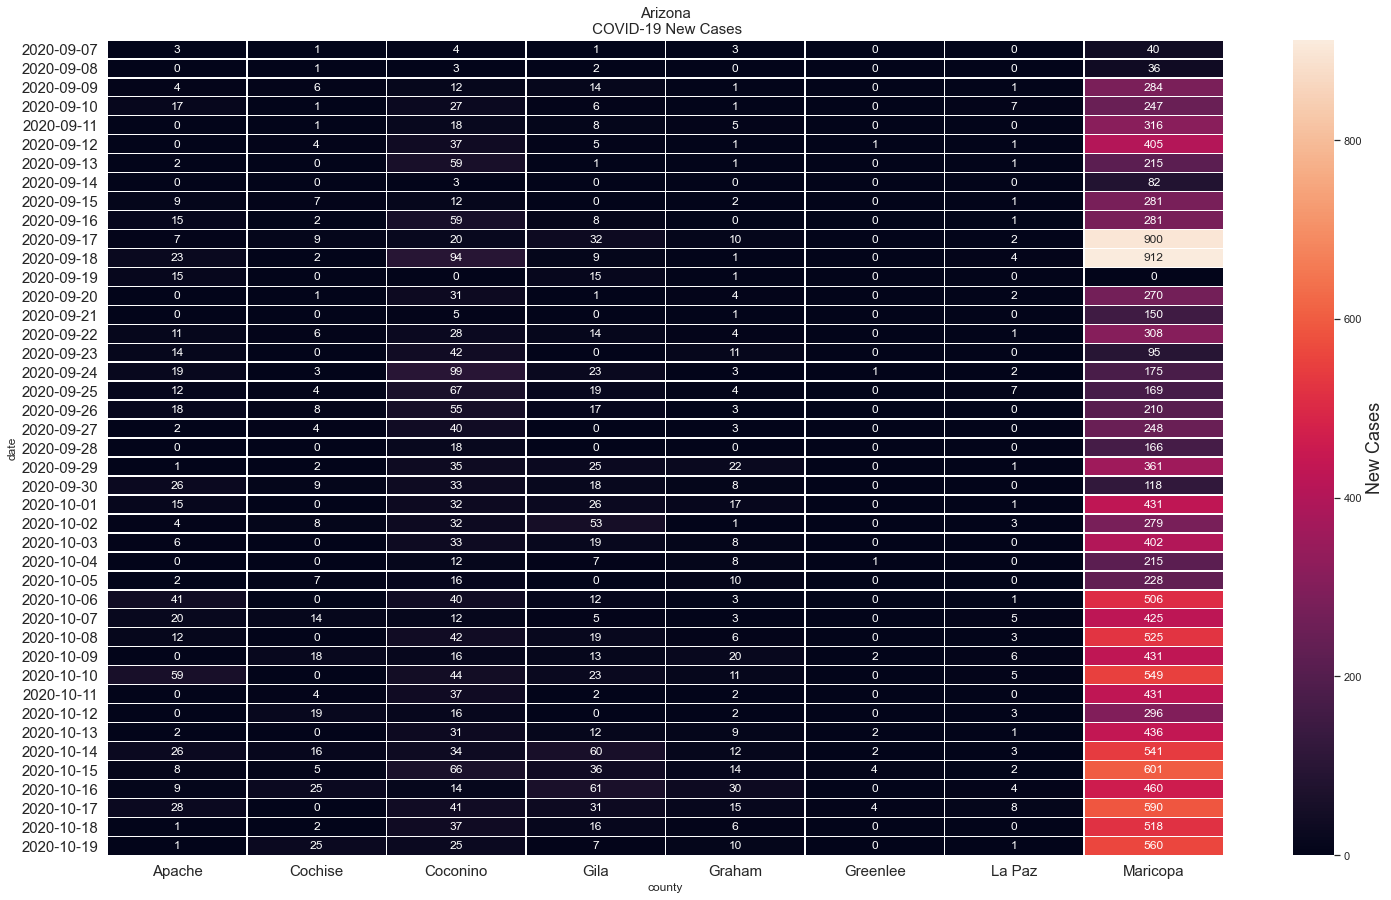 Arizona
COVID-19 New Cases
2020-09-07 3 1 4 1 3 0 0 40
2020-09-08 0 1 3 2 0 0 0 36
2020-09-09 4 6 12 14 1 0 1 284
2020-09-10 17 1 27 6 1 0 7 247
2020-09-11 0 1 18 8 5 0 0 316
2020-09-12 0 4 37 5 1 1 1 405
2020-09-13 2 0 59 1 1 0 1 215
2020-09-14 0 0 3 0 0 0 0 82
2020-09-15 9 7 12 0 2 0 1 281
2020-09-16 15 2 59 8 0 0 1 281
2020-09-17 7 9 20 32 10 0 2 900
2020-09-18 23 2 94 9 1 0 4 912
2020-09-19 15 0 0 15 1 0 0 0
2020-09-20 0 1 31 1 4 0 2 270
2020-09-21 0 0 5 0 1 0 0 150
2020-09-22 11 6 28 14 4 0 1 308
2020-09-23 14 0 42 0 11 0 0 95
2020-09-24 19 3 99 23 3 1 2 175
2020-09-25 12 4 67 19 4 0 7 169
2020-09-26 18 8 55 17 3 0 0 210
2020-09-27 2 4 40 0 3 0 0 248
2020-09-28 0 0 18 0 0 0 0 166
2020-09-29 1 2 35 25 22 0 1 361
2020-09-30 26 9 33 18 8 0 0 118
2020-10-01 15 0 32 26 17 0 1 431
2020-10-02 4 8 32 53 1 0 3 279
2020-10-03 6 0 33 19 8 0 0 402
2020-10-04 0 0 12 7 8 1 0 215
2020-10-05 2 7 16 0 10 0 0 228
2020-10-06 41 0 40 12 3 0 1 506
2020-10-07 20 14 12 5 3 0 5 425
2020-10-08 12 0 42 19 6 0 3 525
2020-10-09 0 18 16 13 20 2 6 431
2020-10-10 59 0 44 23 11 0 5 549
2020-10-11 0 4 37 2 2 0 0 431
2020-10-12 0 19 16 0 2 0 3 296
2020-10-13 2 0 31 12 9 2 1 436
2020-10-14 26 16 34 60 12 2 3 541
2020-10-15 8 5 66 36 14 4 2 601
2020-10-16 9 25 14 61 30 0 4 460
2020-10-17 28 0 41 31 15 4 8 590
2020-10-18 1 2 37 16 6 0 0 518
2020-10-19 1 25 25 7 10 0 1 560
Apache Cochise Coconino Gila Graham Greenlee La Paz Maricopa
county
date
800
600
400
200
0
New Cases